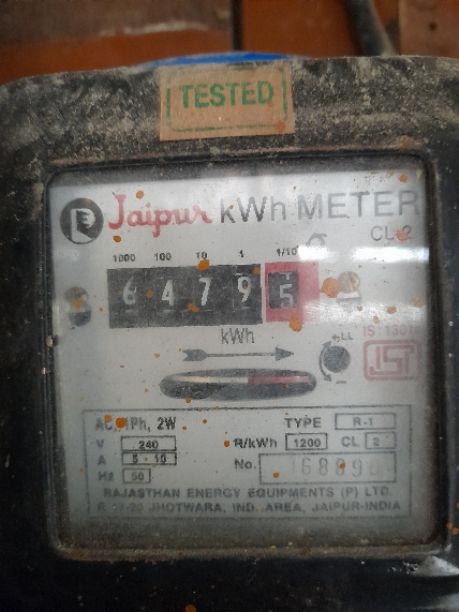 TESTED
Jaipur kWh METER
CL 2
1000 100 10 1 1/10
6 4 7 9 5
kWh
LL
ISI
AC, 1Ph, 2W TYPE R-1
V 240 R/kWh 1200 CL 2
A 5 - 10
Hz 50 No.
RAJASTHAN ENERGY EQUIPMENTS (P) LTD.
JHOTWARA, IND. AREA, JAIPUR-INDIA